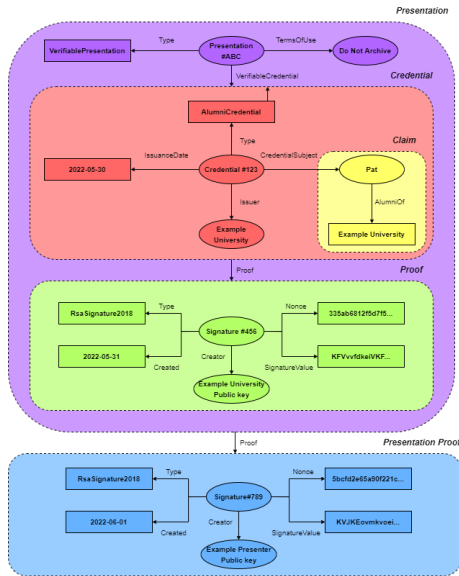 Presentation
Type
TermsOfUse
VerifiablePresentation
Presentation
#ABC
Do Not Archive
VerifiableCredential
Credential
AlumniCredential
Type
Claim
IssuanceDate
CredentialSubject
2022-05-30
Credential #123
Pat
Issuer
AlumniOf
Example
University
Example University
Proof
Proof
Type
Nonoe
RsaSignature2018
335ab6812f5d7f5...
Signature #456
2022-05-31
KFVvvfdkeiVKF...
Created
Creator
SignatureValue
Example University
Public key
Proof
Presentation Proof
Type
Nonoe
RsaSignature2018
5bcfd2e65a90f221c...
Signature#789
2022-06-01
KVJKEovmkvoei...
Created
Creator
SignatureValue
Example Presenter
Public key